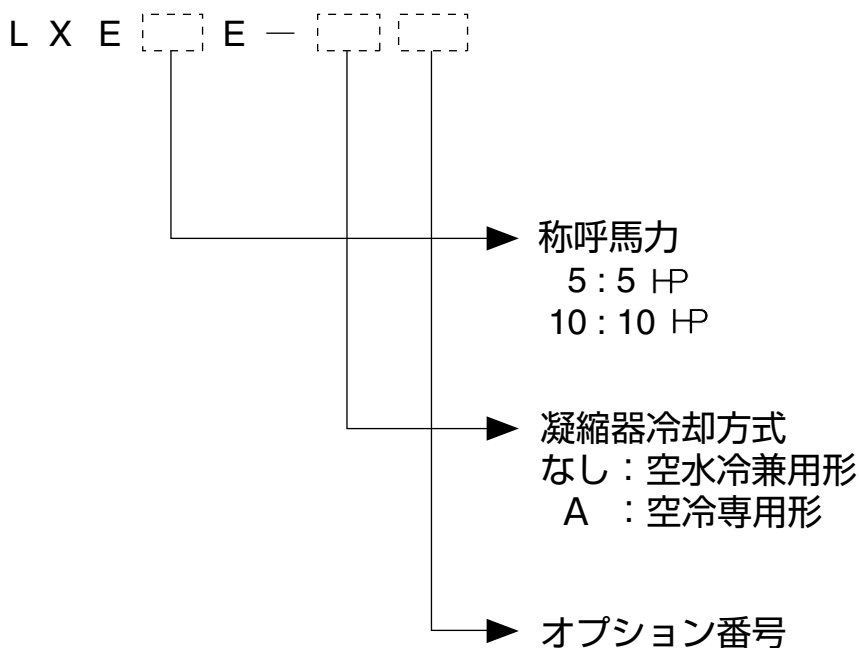 LXE E－
称呼馬力
5：5 HP
10：10 HP
凝縮器冷却方式
なし：空水冷兼用形
A ：空冷専用形
オプション番号